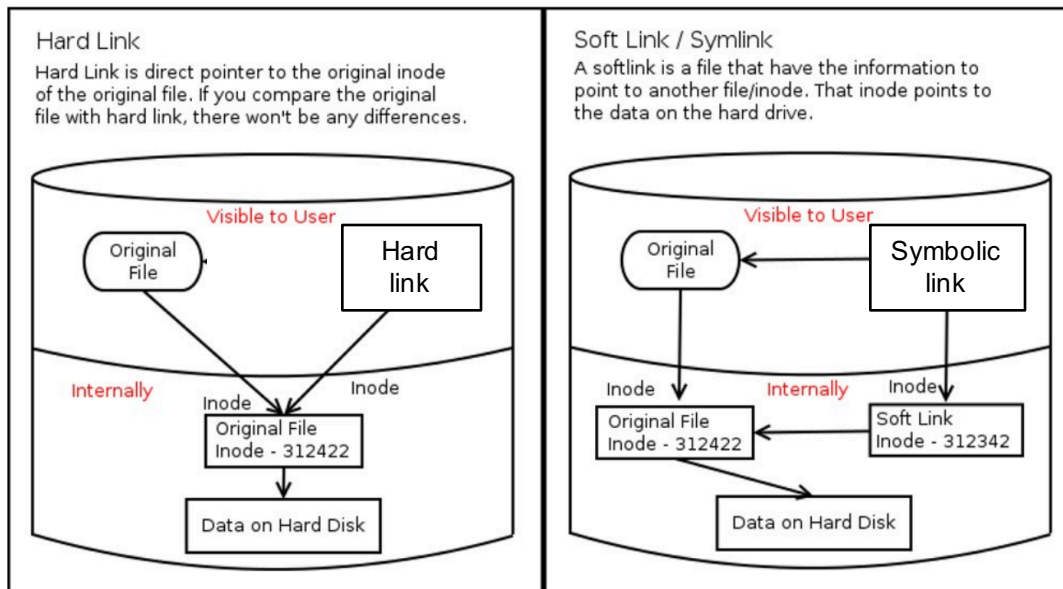 Hard Link
Hard Link is direct pointer to the original inode
of the original file. If you compare the original
file with hard link, there won't be any differences.
Visible to User
Original
File
Hard
link
Internally
Inode
Inode
Original File
Inode - 312422
Data on Hard Disk
Soft Link / Symlink
A softlink is a file that have the information to
point to another file/inode. That inode points to
the data on the hard drive.
Visible to User
Original
File
Symbolic
link
Inode
Internally
Inode
Original File
Inode - 312422
Soft Link
Inode - 312342
Data on Hard Disk